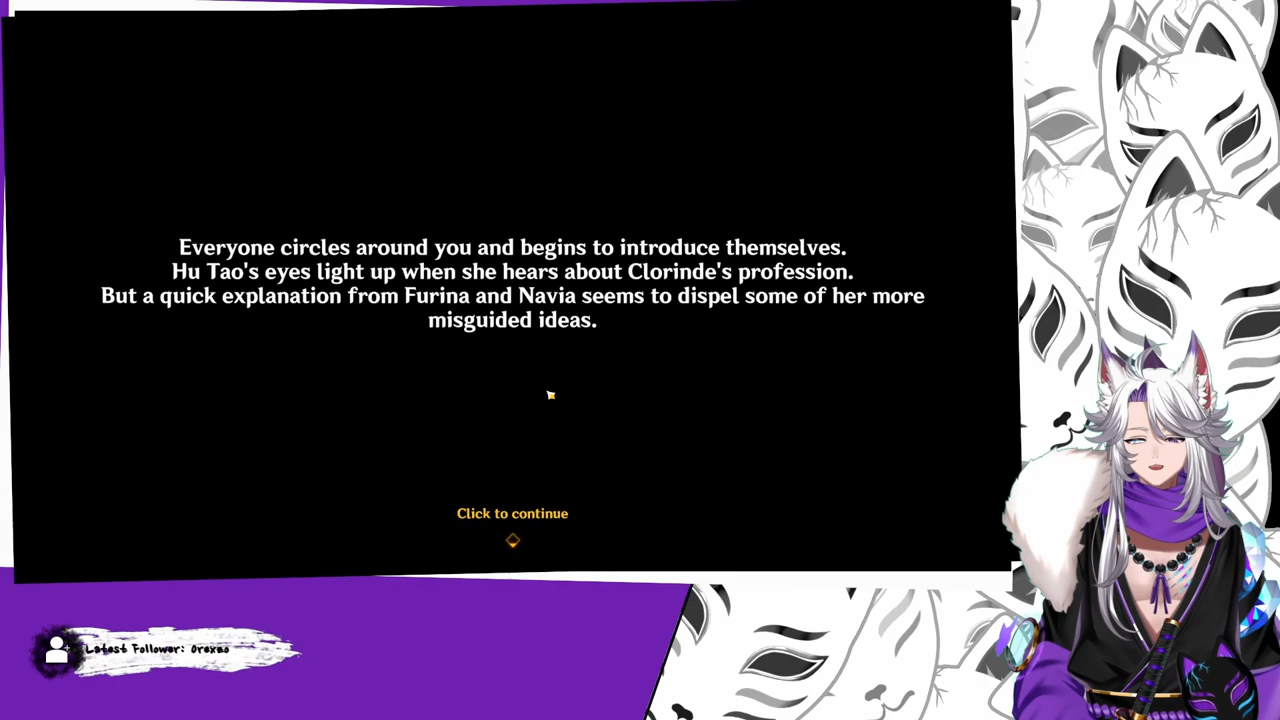 Everyone circles around you and begins to introduce themselves.
Hu Tao's eyes light up when she hears about Clorinde's profession.
But a quick explanation from Furina and Navia seems to dispel some of her more
misguided ideas.
Click to continue
Latest Follower: Orexao